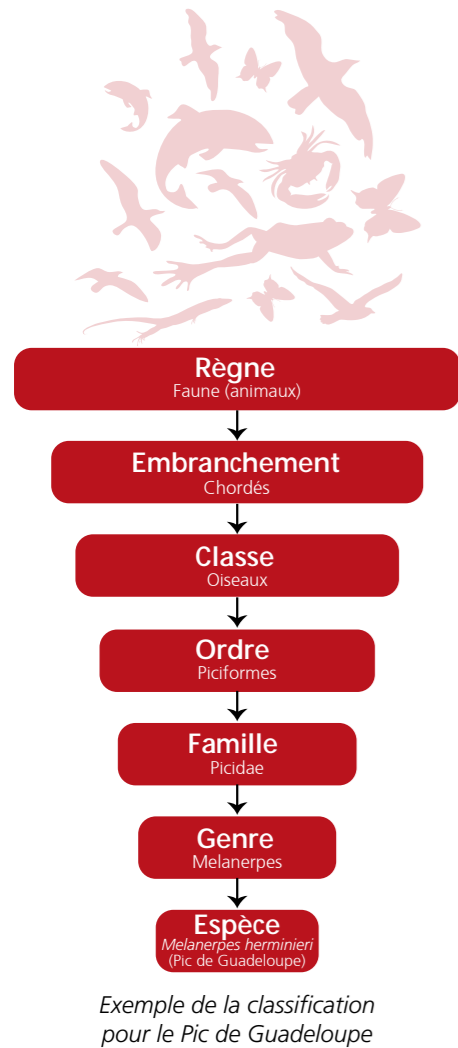 Règne
Faune (animaux)
Embranchement
Chordés
Classe
Oiseaux
Ordre
Piciformes
Famille
Picidae
Genre
Melanerpes
Espèce
Melanerpes herminieri
(Pic de Guadeloupe)
Exemple de la classification
pour le Pic de Guadeloupe